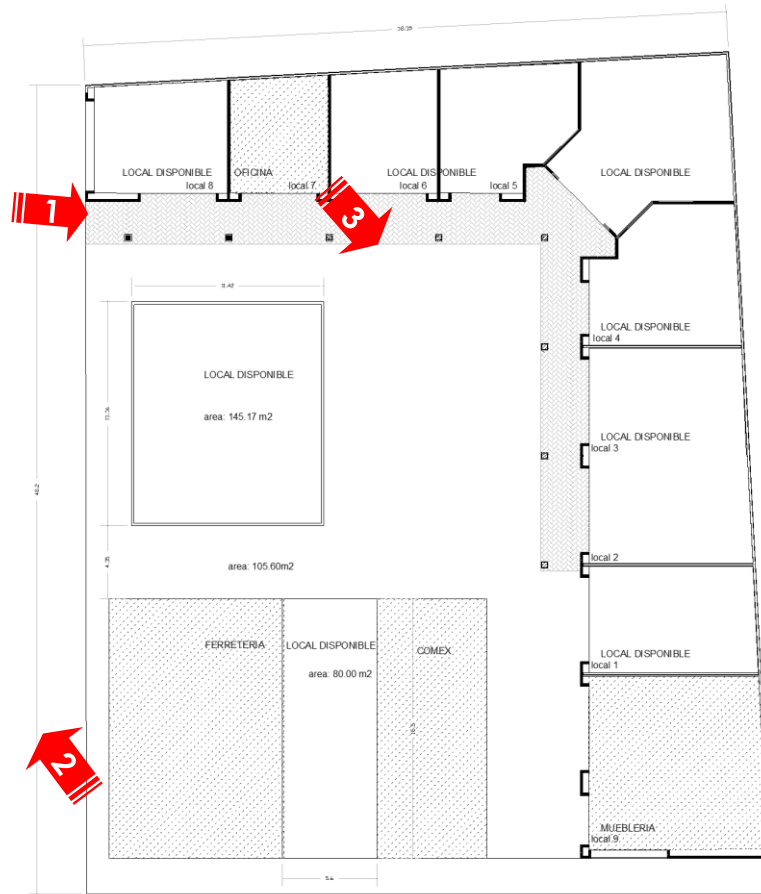 LOCAL DISPONIBLE
local 8
OFICINA
local 7
LOCAL DISPONIBLE
local 6
local 5
LOCAL DISPONIBLE
1
3
LOCAL DISPONIBLE
local 4
LOCAL DISPONIBLE
area: 145.17 m2
LOCAL DISPONIBLE
local 3
local 2
4.35
area: 105.60m2
FERRETERIA
LOCAL DISPONIBLE
area: 80.00 m2
COMEX
LOCAL DISPONIBLE
local 1
2
MUEBLERIA
local 9